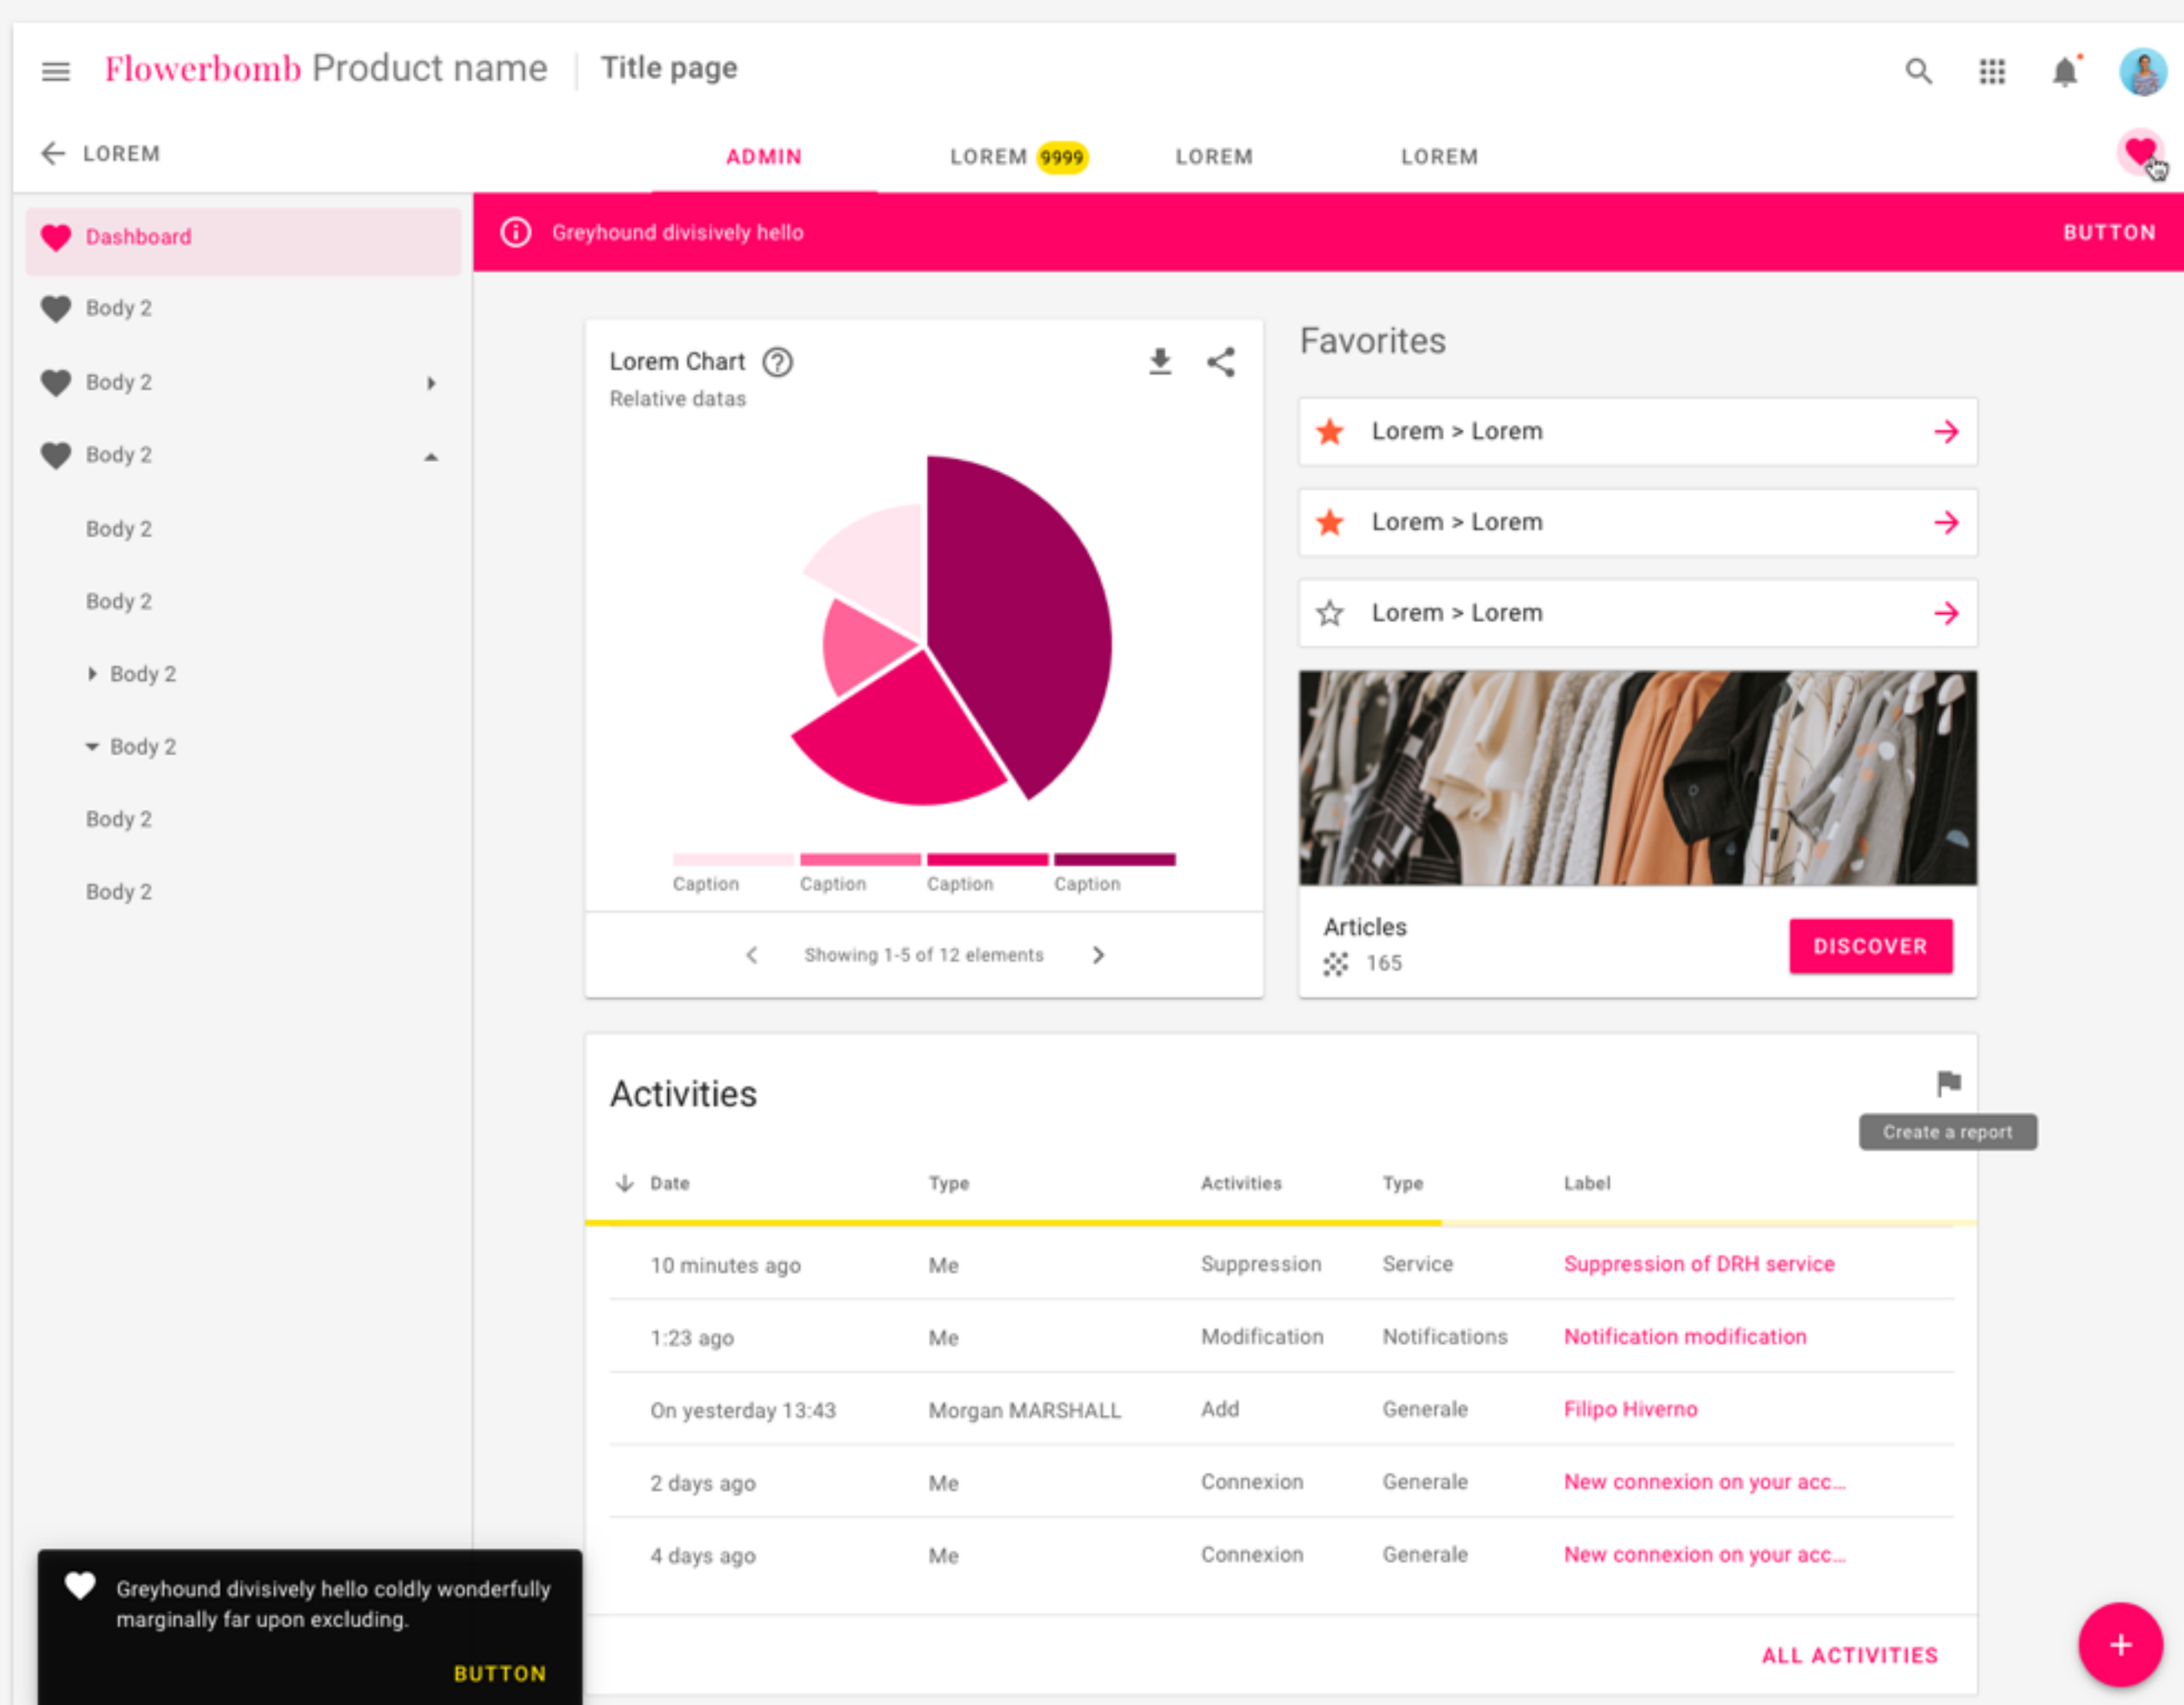 Flowerbomb Product name
Title page
LOREM
ADMIN
LOREM 9999
LOREM
LOREM
Dashboard
Body 2
Body 2
Body 2
Body 2
Body 2
Body 2
Body 2
Body 2
Body 2
Greyhound divisively hello
BUTTON
Lorem Chart
Relative datas
Caption
Caption
Caption
Caption
Showing 1-5 of 12 elements
Favorites
Lorem > Lorem
Lorem > Lorem
Lorem > Lorem
Articles
165
DISCOVER
Activities
Create a report
Date Type Activities Type Label
10 minutes ago Me Suppression Service Suppression of DRH service
1:23 ago Me Modification Notifications Notification modification
On yesterday 13:43 Morgan MARSHALL Add Generale Filipo Hiverno
2 days ago Me Connexion Generale New connexion on your acc...
4 days ago Me Connexion Generale New connexion on your acc...
ALL ACTIVITIES
Greyhound divisively hello coldly wonderfully
marginally far upon excluding.
BUTTON